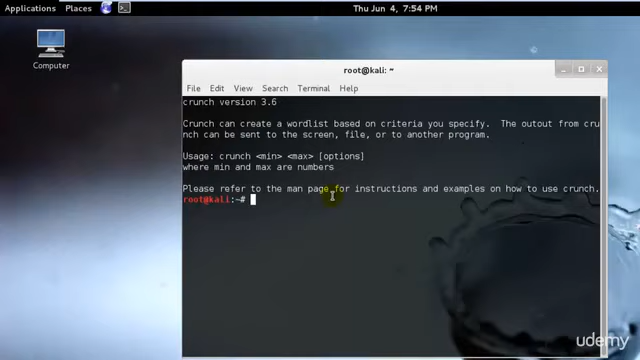 Applications Places Thu Jun 4, 7:54 PM
Computer
root@kali: ~
File Edit View Search Terminal Help
crunch version 3.6
Crunch can create a wordlist based on criteria you specify. The outout from cru
nch can be sent to the screen, file, or to another program.
Usage: crunch <min> <max> [options]
where min and max are numbers
Please refer to the man page for instructions and examples on how to use crunch.
root@kali:~#
udemy